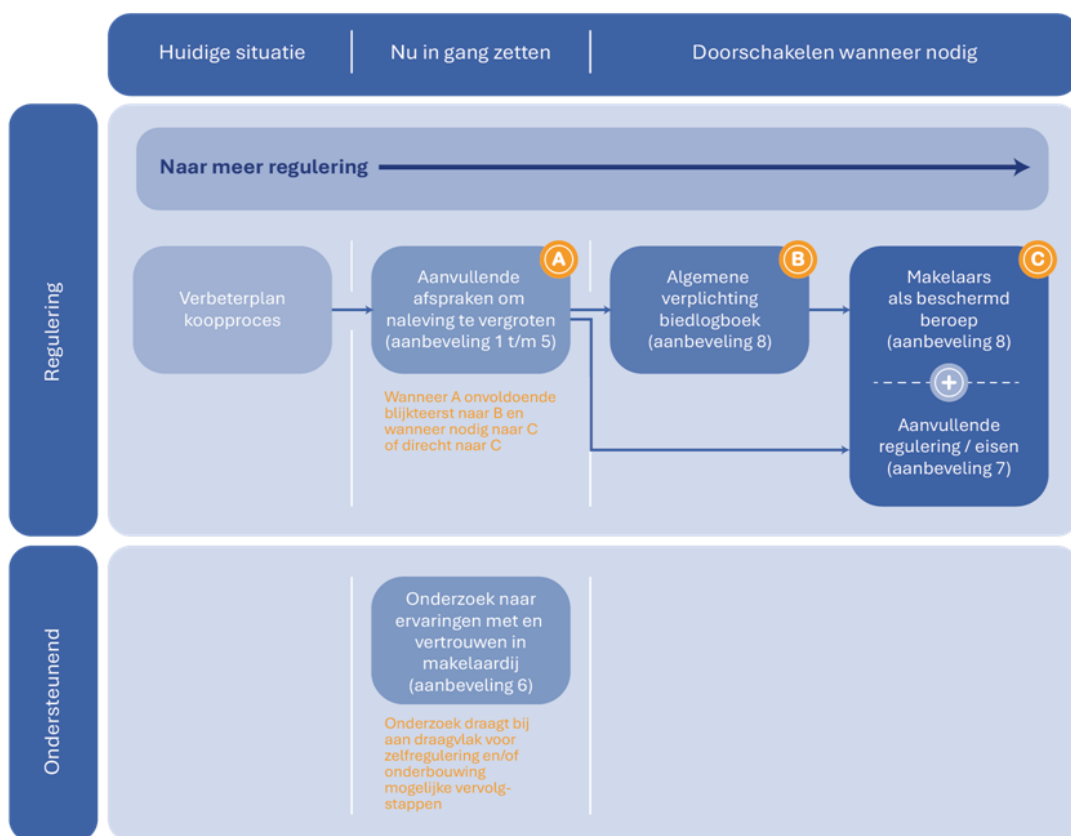 Huidige situatie
Nu in gang zetten
Doorschakelen wanneer nodig
Regulering
Naar meer regulering
Verbeterplan
koopproces
A
Aanvullende
afspraken om
naleving te vergroten
(aanbeveling 1 t/m 5)
Wanneer A onvoldoende
blijkteerst naar B en
wanneer nodig naar C
of direct naar C
B
Algemene
verplichting
biedlogboek
(aanbeveling 8)
C
Makelaars
als beschermd
beroep
(aanbeveling 8)
+
Aanvullende
regulering / eisen
(aanbeveling 7)
Ondersteunend
Onderzoek naar
ervaringen met en
vertrouwen in
makelaardij
(aanbeveling 6)
Onderzoek draagt bij
aan draagvlak voor
zelfregulering en/of
onderbouwing
mogelijke vervolg-
stappen